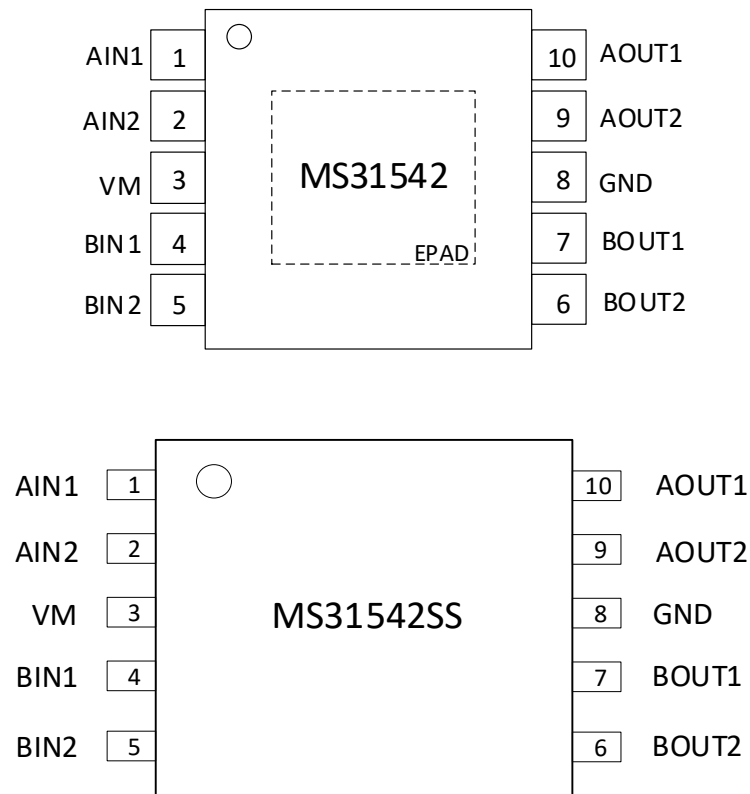 AIN1 1 10 AOUT1
AIN2 2 9 AOUT2
VM 3 MS31542 8 GND
BIN1 4 7 BOUT1
EPAD
BIN2 5 6 BOUT2
AIN1 1 10 AOUT1
AIN2 2 9 AOUT2
VM 3 MS31542SS 8 GND
BIN1 4 7 BOUT1
BIN2 5 6 BOUT2